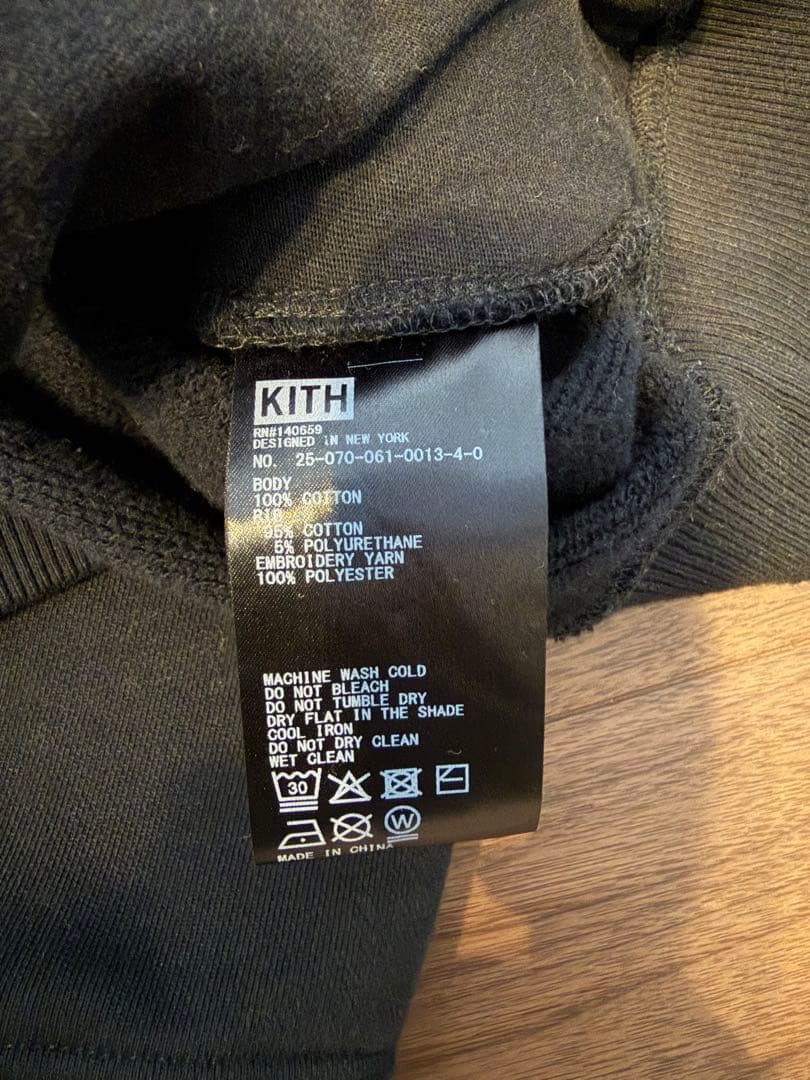 KITH
RN#140659
DESIGNED IN NEW YORK
NO. 25-070-061-0013-4-0
BODY
100% COTTON
RIB
95% COTTON
5% POLYURETHANE
EMBROIDERY YARN
100% POLYESTER
MACHINE WASH COLD
DO NOT BLEACH
DO NOT TUMBLE DRY
DRY FLAT IN THE SHADE
COOL IRON
DO NOT DRY CLEAN
WET CLEAN
30
W
MADE IN CHINA